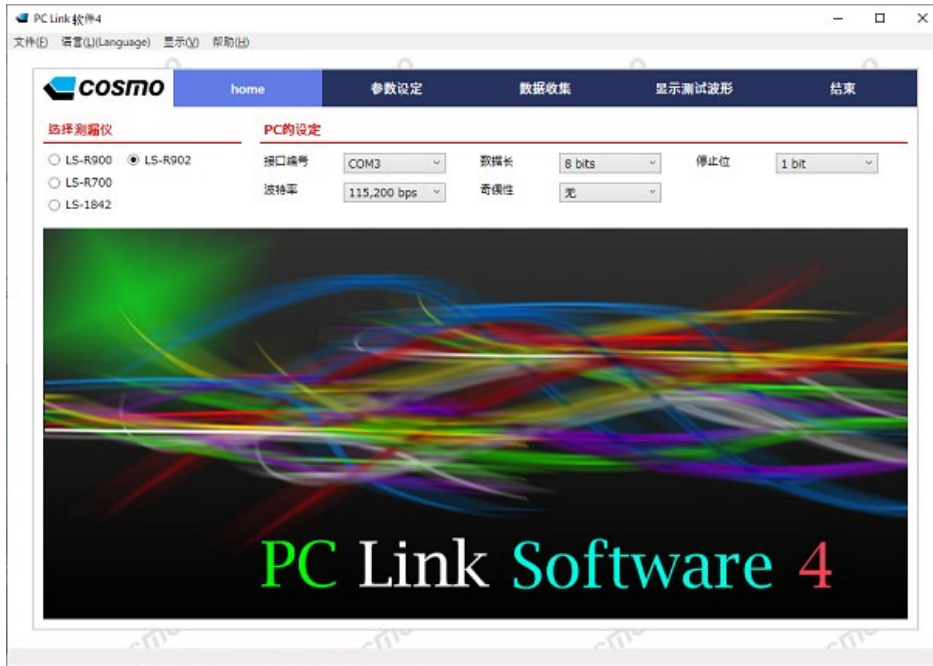 PC Link 软件4
文件(F) 语言(L)(Language) 显示(V) 帮助(H)
COSMO home 参数设定 数据收集 显示测试波形 结束
选择测漏仪 PC的设定
LS-R900 LS-R902 接口编号 COM3 数据长 8 bits 停止位 1 bit
LS-R700 波特率 115,200 bps 奇偶性 无
LS-1842
PC Link Software 4